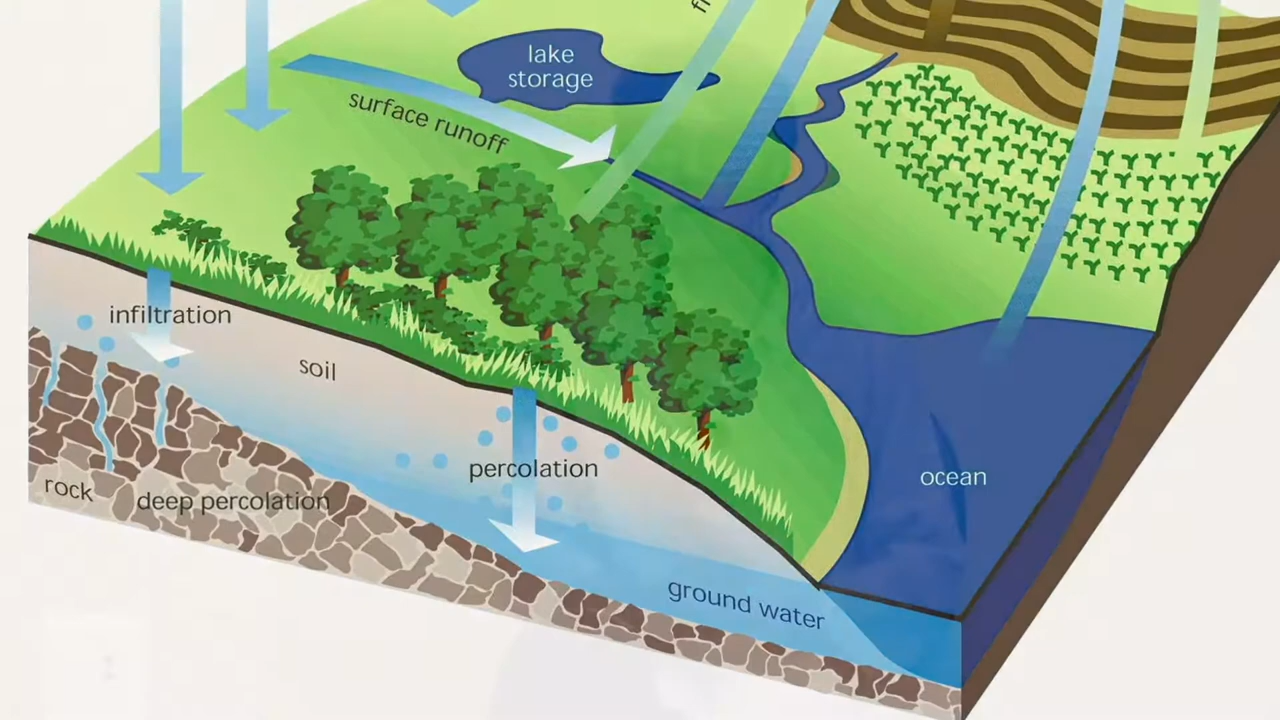 lake
storage
surface runoff
infiltration
soil
percolation
rock
deep percolation
ocean
ground water